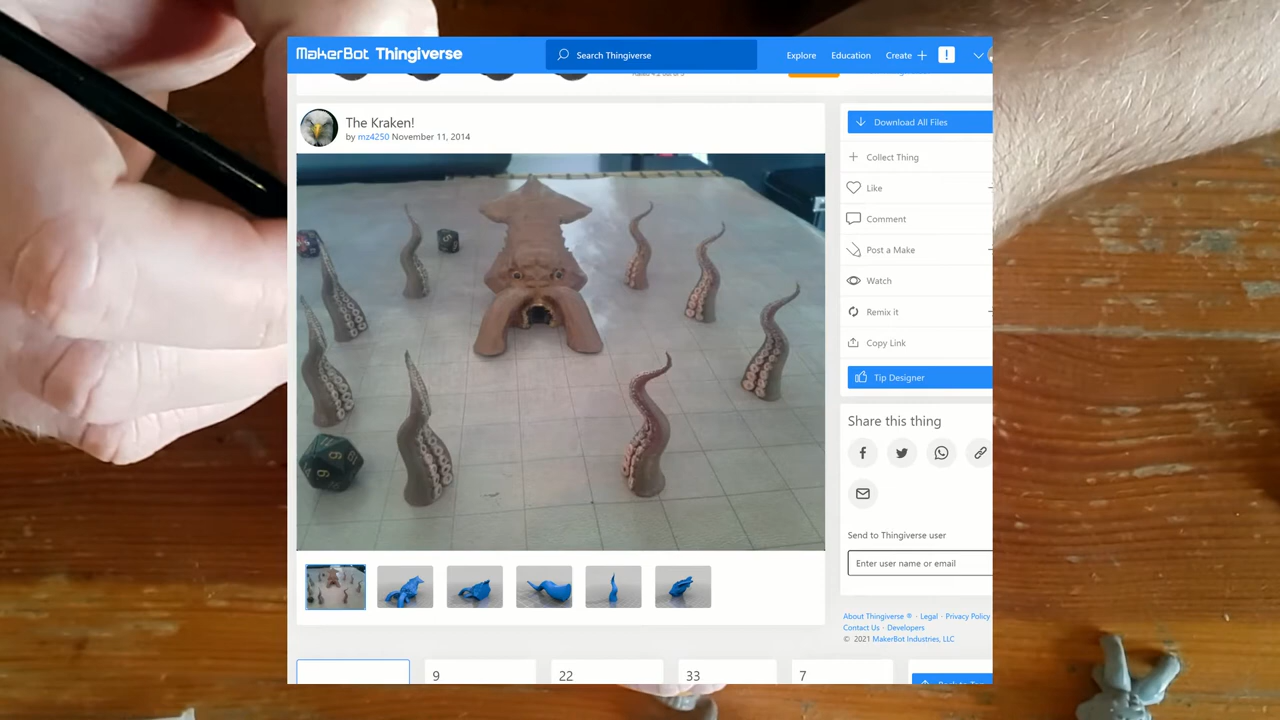 MakerBot Thingiverse
Search Thingiverse
Explore
Education
Create
The Kraken!
by mz4250 November 11, 2014
Download All Files
Collect Thing
Like
Comment
Post a Make
Watch
Remix it
Copy Link
Tip Designer
Share this thing
Send to Thingiverse user
Enter user name or email
About Thingiverse ® · Legal · Privacy Policy
Contact Us · Developers
© 2021 MakerBot Industries, LLC
9
22
33
7